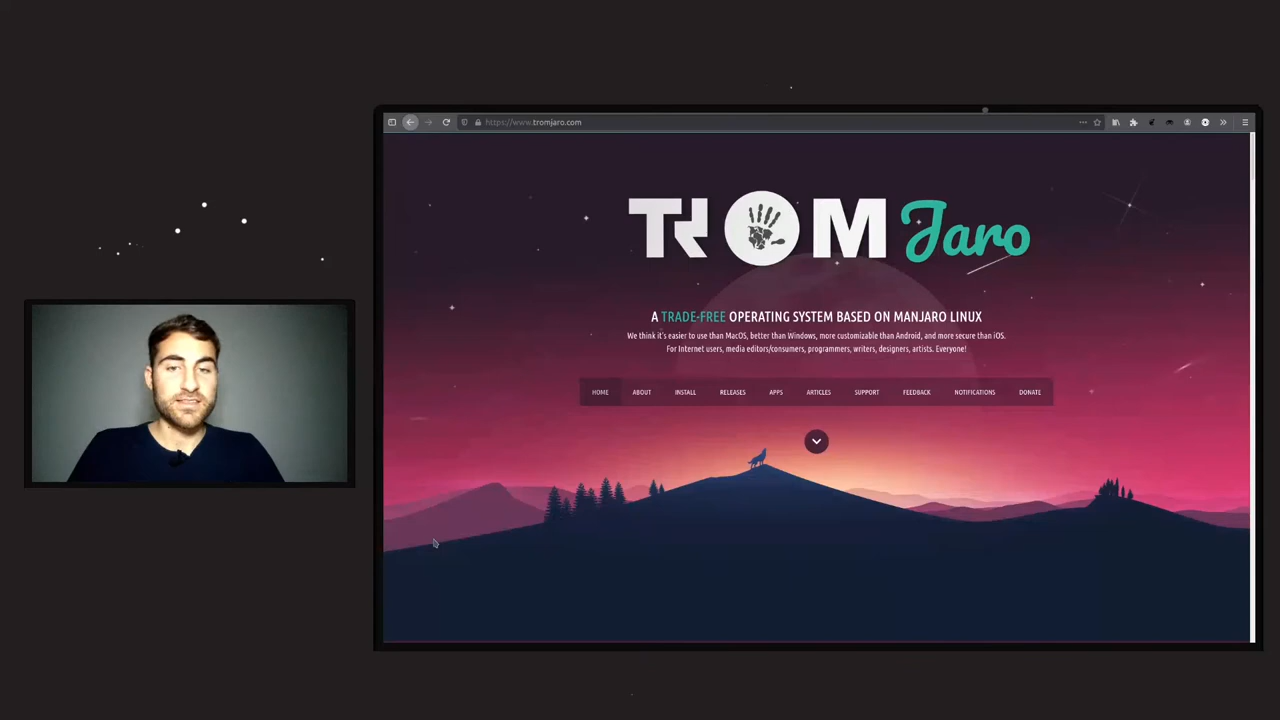 https://www.tromjaro.com
TROM Jaro
A TRADE-FREE OPERATING SYSTEM BASED ON MANJARO LINUX
We think it's easier to use than MacOS, better than Windows, more customizable than Android, and more secure than iOS.
For Internet users, media editors/consumers, programmers, writers, designers, artists. Everyone!
HOME ABOUT INSTALL RELEASES APPS ARTICLES SUPPORT FEEDBACK NOTIFICATIONS DONATE